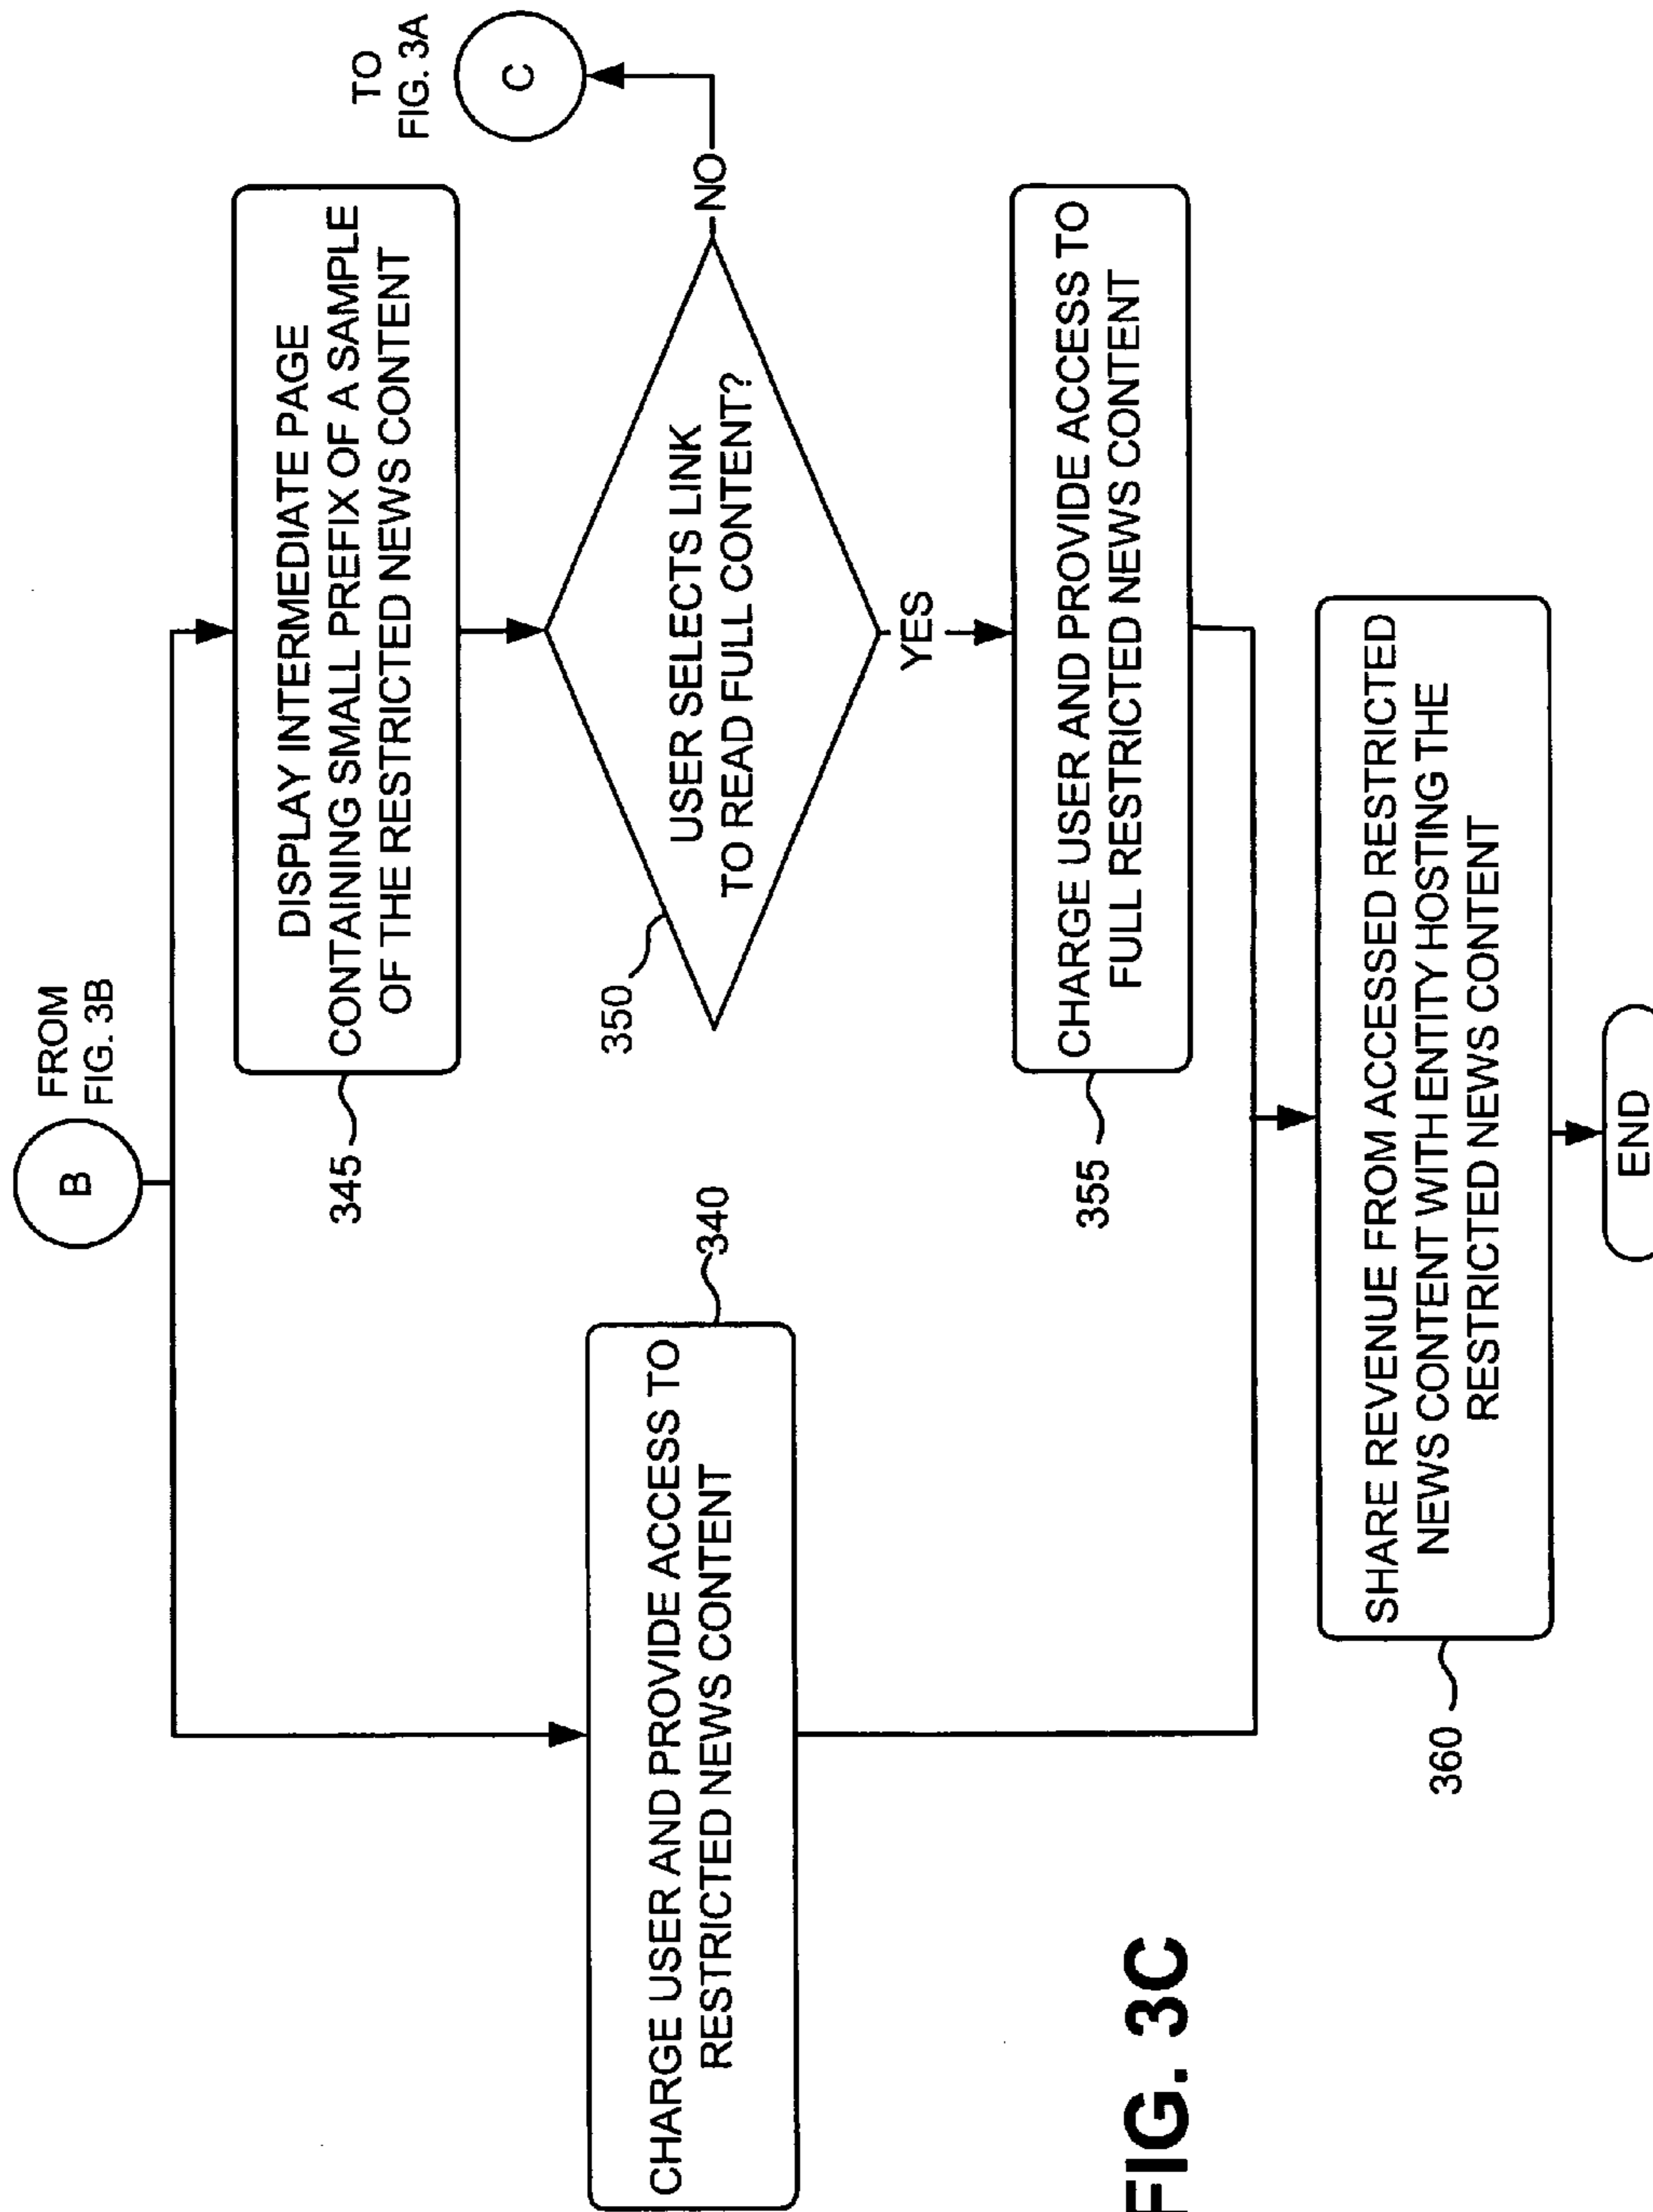 FROM
FIG. 3B
B
TO
FIG. 3A
C
345
DISPLAY INTERMEDIATE PAGE
CONTAINING SMALL PREFIX OF A SAMPLE
OF THE RESTRICTED NEWS CONTENT
350
USER SELECTS LINK
TO READ FULL CONTENT?
NO
YES
340
CHARGE USER AND PROVIDE ACCESS TO
RESTRICTED NEWS CONTENT
355
CHARGE USER AND PROVIDE ACCESS TO
FULL RESTRICTED NEWS CONTENT
360
SHARE REVENUE FROM ACCESSED RESTRICTED
NEWS CONTENT WITH ENTITY HOSTING THE
RESTRICTED NEWS CONTENT
END
FIG. 3C